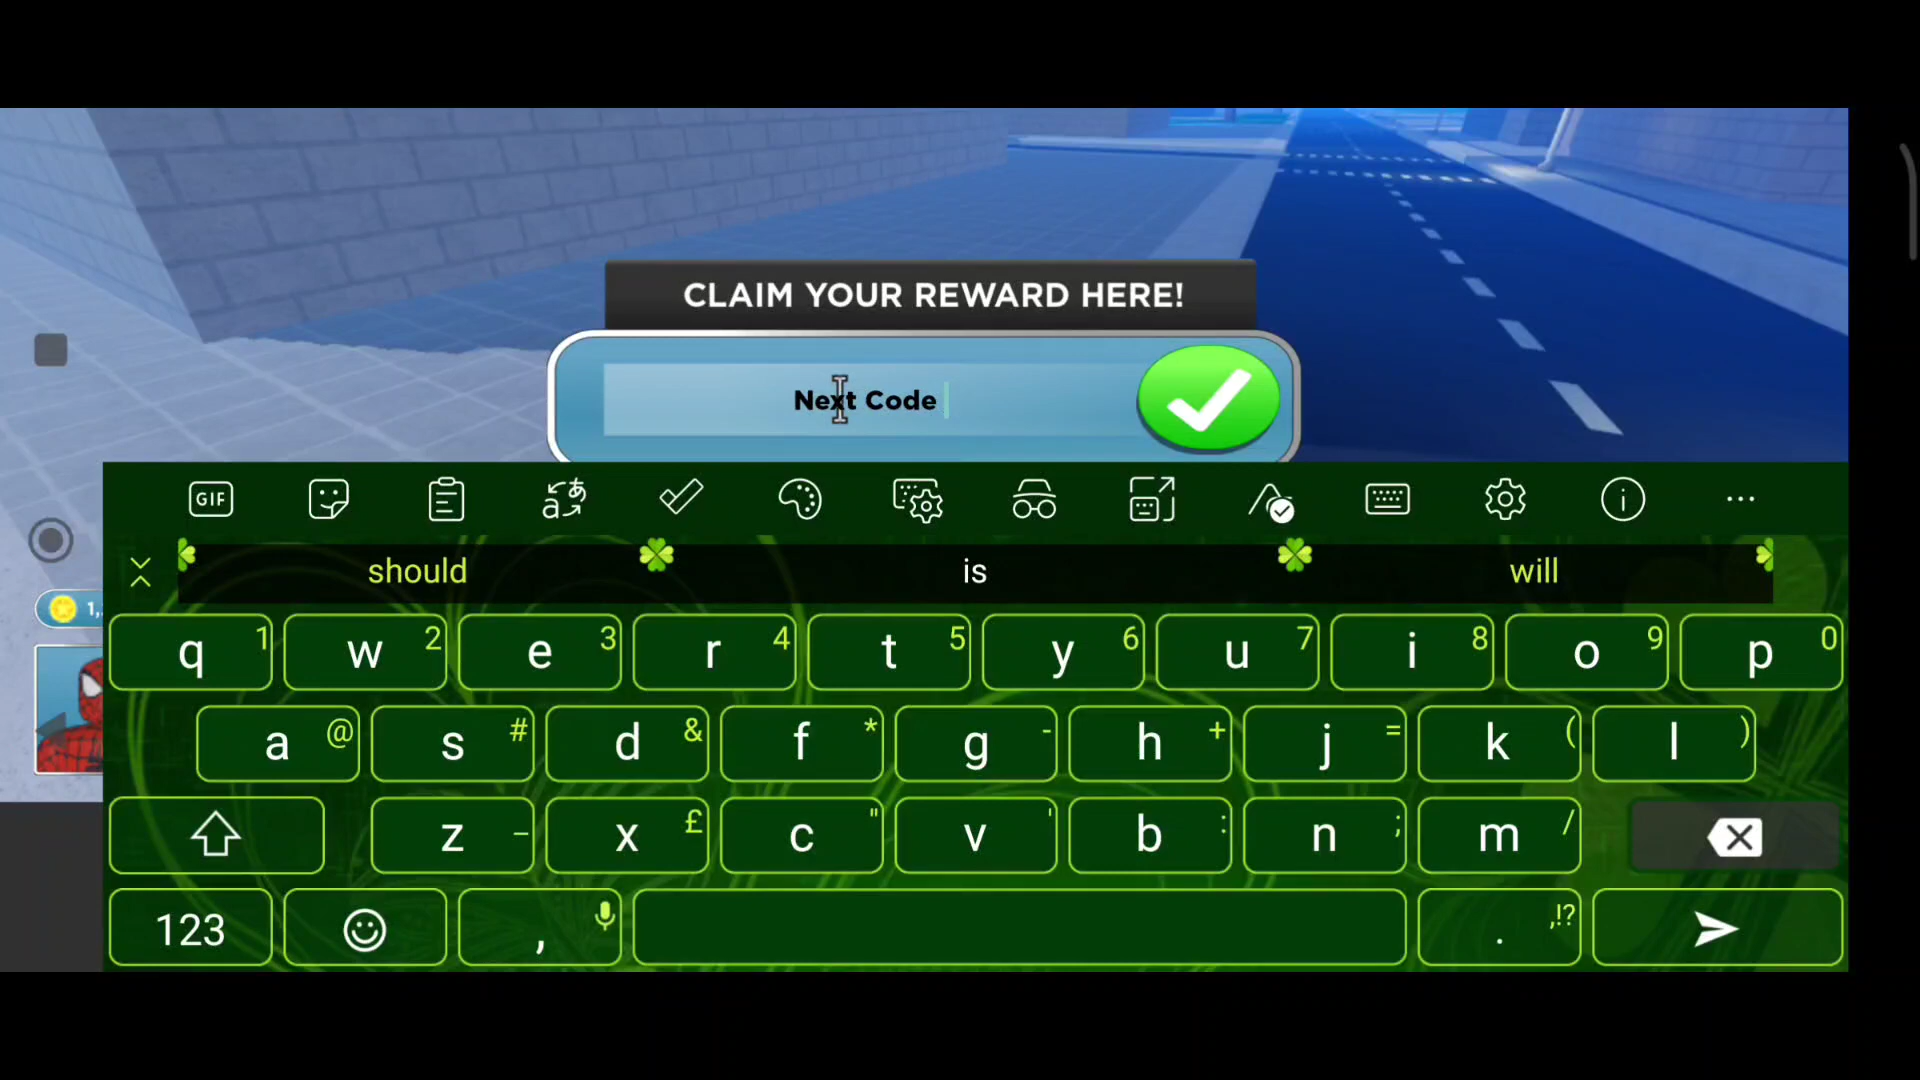 CLAIM YOUR REWARD HERE!
Next Code
GIF
should is will
1,
q 1 w 2 e 3 r 4 t 5 y 6 u 7 i 8 o 9 p 0
a @ s # d & f * g - h + j = k ( l )
z _ x £ c " v ' b : n ; m /
123 , . ,!?